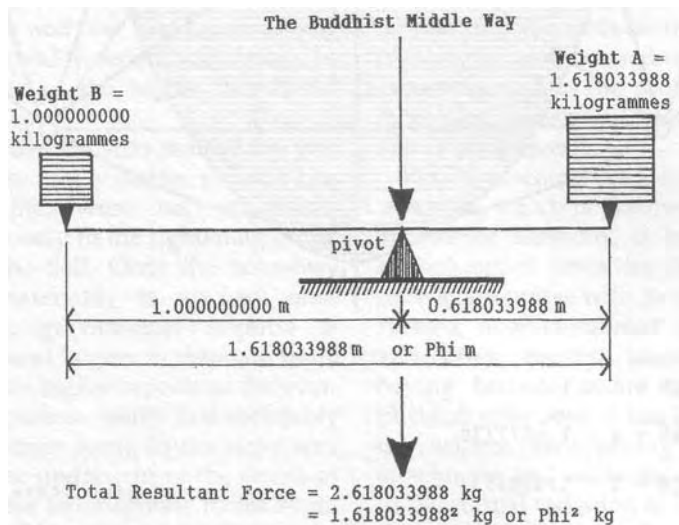 The Buddhist Middle Way
Weight B =
1.000000000
kilogrammes
Weight A =
1.618033988
kilogrammes
pivot
1.000000000 m
0.618033988 m
1.618033988 m or Phi m
Total Resultant Force = 2.618033988 kg
= 1.618033988² kg or Phi² kg